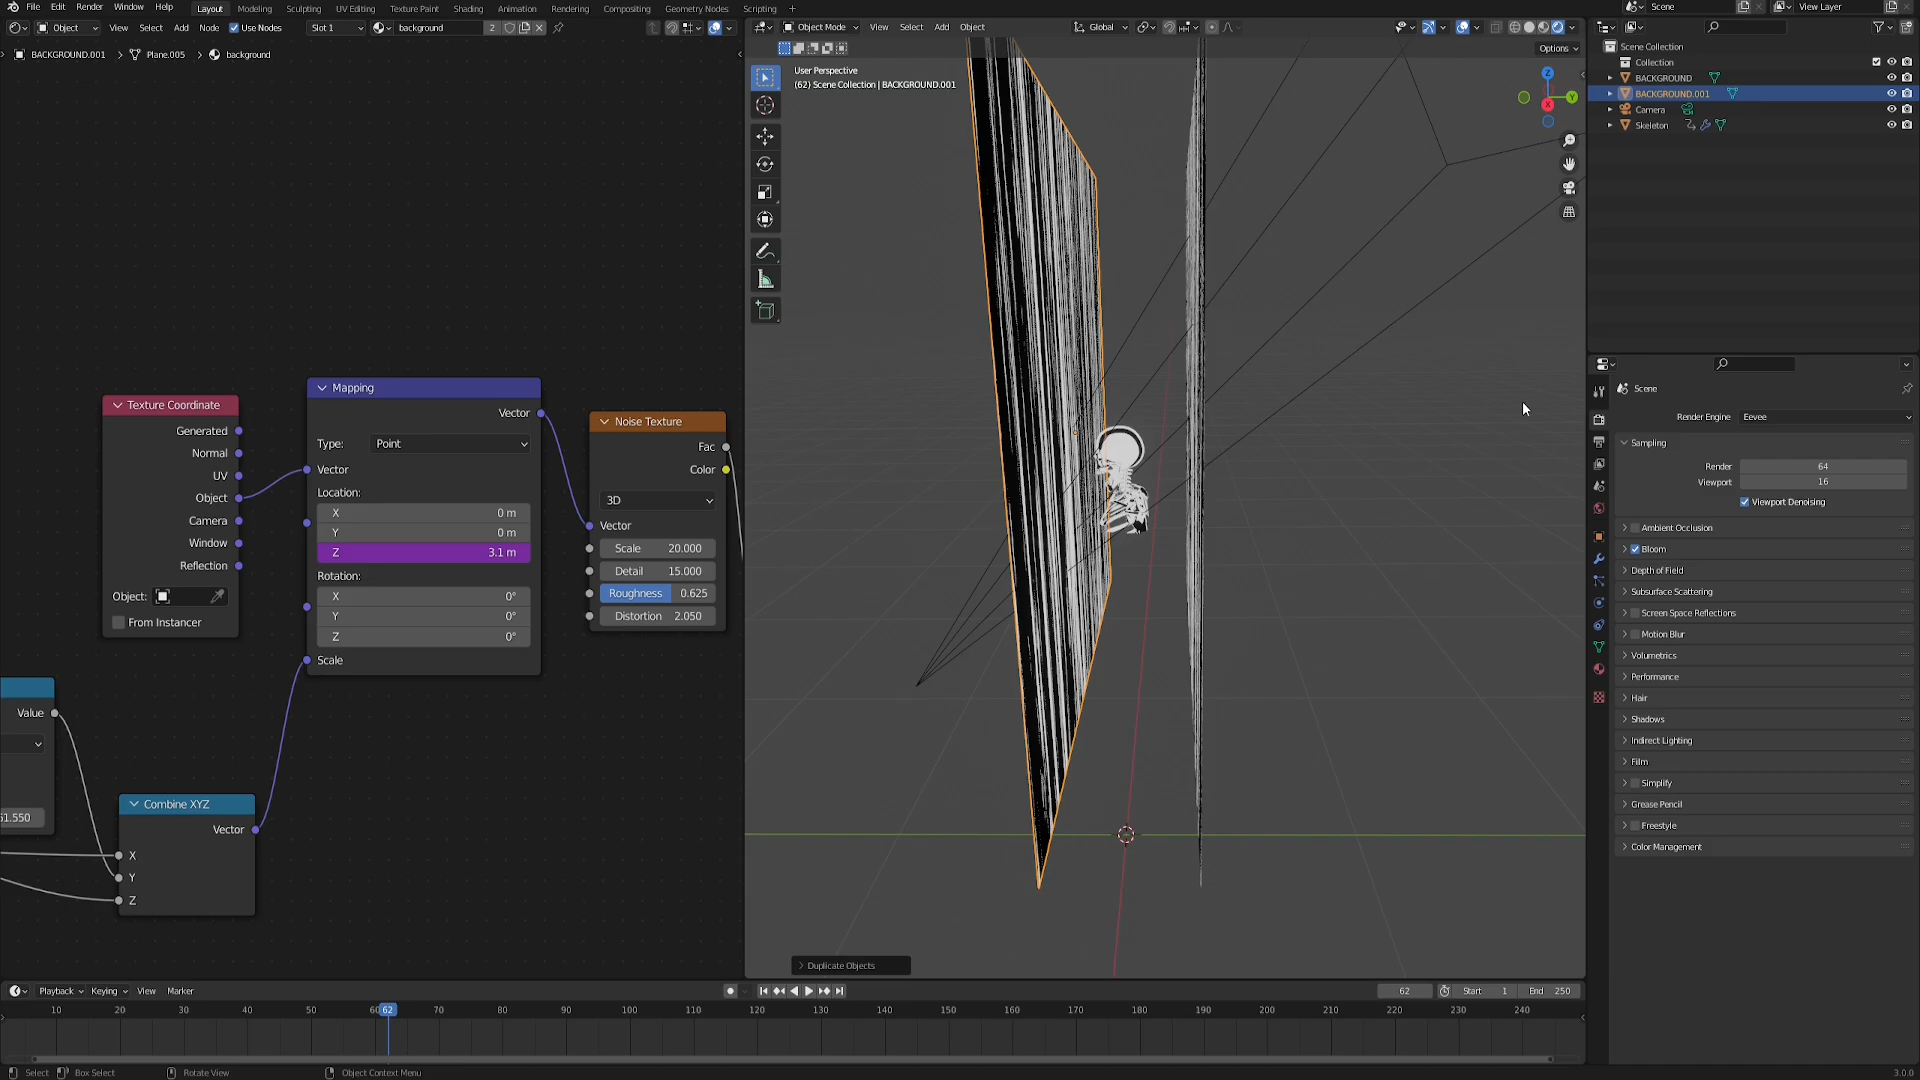 File Edit Render Window Help Layout Modeling Sculpting UV Editing Texture Paint Shading Animation Rendering Compositing Geometry Nodes Scripting + Scene View Layer
Object View Select Add Node Use Nodes Slot 1 background 2
Object Mode View Select Add Object Global
Options
BACKGROUND.001 > Plane.005 > background
User Perspective
(62) Scene Collection | BACKGROUND.001
Z
Y
X
Scene Collection
Collection
BACKGROUND
BACKGROUND.001
Camera
Skeleton
Texture Coordinate
Generated
Normal
UV
Object
Camera
Window
Reflection
Object:
From Instancer
Mapping
Vector
Type: Point
Vector
Location:
X 0 m
Y 0 m
Z 3.1 m
Rotation:
X 0°
Y 0°
Z 0°
Scale
Noise Texture
Fac
Color
3D
Vector
Scale 20.000
Detail 15.000
Roughness 0.625
Distortion 2.050
Value
51.550
Combine XYZ
Vector
X
Y
Z
Scene
Render Engine Eevee
Sampling
Render 64
Viewport 16
Viewport Denoising
Ambient Occlusion
Bloom
Depth of Field
Subsurface Scattering
Screen Space Reflections
Motion Blur
Volumetrics
Performance
Hair
Shadows
Indirect Lighting
Film
Simplify
Grease Pencil
Freestyle
Color Management
> Duplicate Objects
Playback Keying View Marker 62 Start 1 End 250
10 20 30 40 50 60 62 70 80 90 100 110 120 130 140 150 160 170 180 190 200 210 220 230 240
Select Box Select Rotate View Object Context Menu 3.0.0